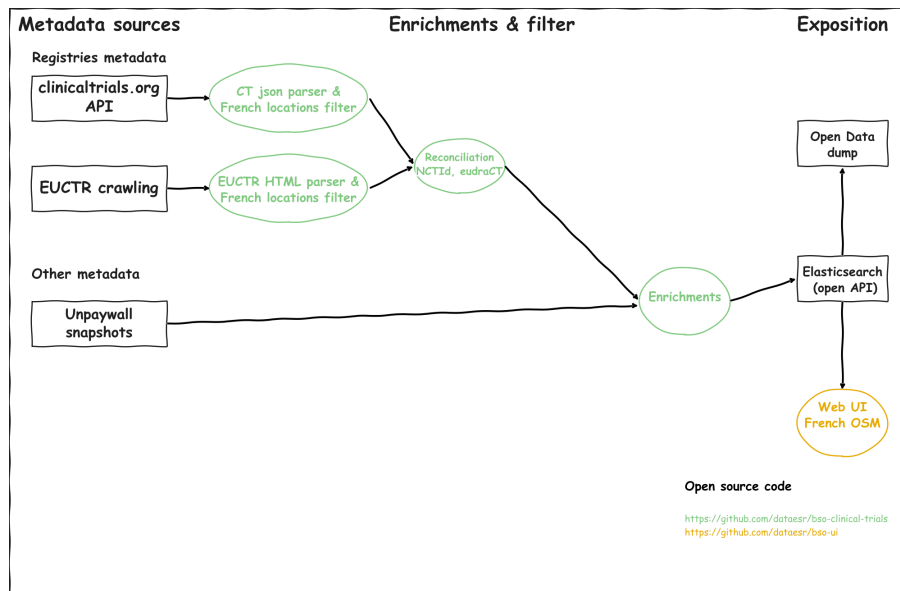 Metadata sources
Enrichments & filter
Exposition
Registries metadata
clinicaltrials.org
API
CT json parser &
French locations filter
Reconciliation
NCTId, eudraCT
EUCTR crawling
EUCTR HTML parser &
French locations filter
Open Data
dump
Other metadata
Unpaywall
snapshots
Enrichments
Elasticsearch
(open API)
Web UI
French OSM
Open source code
https://github.com/dataesr/bso-clinical-trials
https://github.com/dataesr/bso-ui